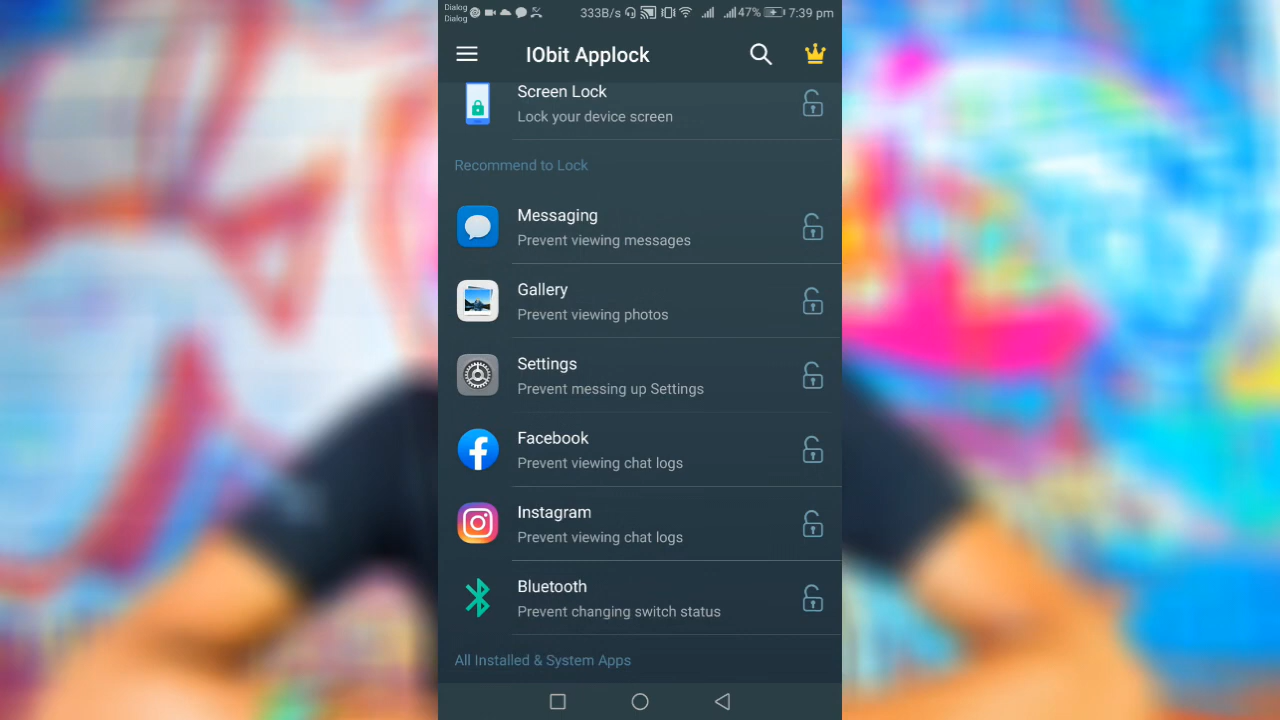 Dialog
Dialog
333B/s 47% 7:39 pm
IObit Applock
Screen Lock
Lock your device screen
Recommend to Lock
Messaging
Prevent viewing messages
Gallery
Prevent viewing photos
Settings
Prevent messing up Settings
Facebook
Prevent viewing chat logs
Instagram
Prevent viewing chat logs
Bluetooth
Prevent changing switch status
All Installed & System Apps